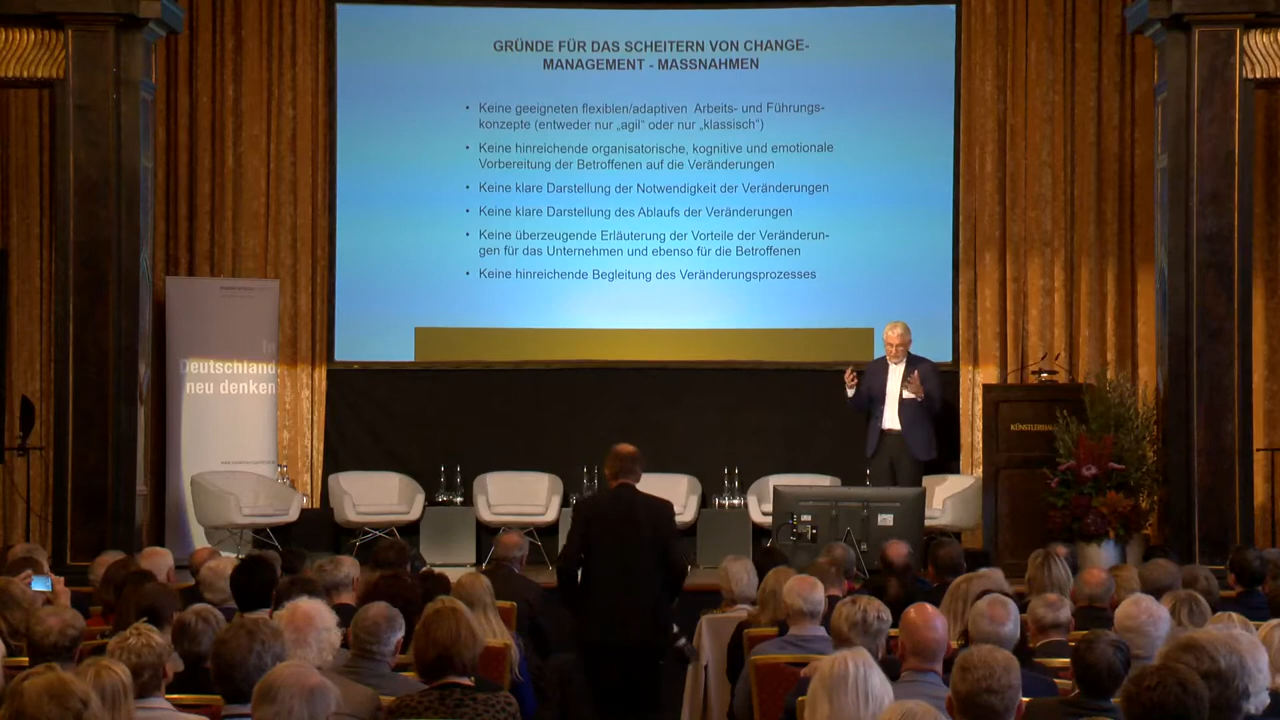 GRÜNDE FÜR DAS SCHEITERN VON CHANGE-
MANAGEMENT - MASSNAHMEN
• Keine geeigneten flexiblen/adaptiven Arbeits- und Führungs-
konzepte (entweder nur „agil“ oder nur „klassisch“)
• Keine hinreichende organisatorische, kognitive und emotionale
Vorbereitung der Betroffenen auf die Veränderungen
• Keine klare Darstellung der Notwendigkeit der Veränderungen
• Keine klare Darstellung des Ablaufs der Veränderungen
• Keine überzeugende Erläuterung der Vorteile der Veränderun-
gen für das Unternehmen und ebenso für die Betroffenen
• Keine hinreichende Begleitung des Veränderungsprozesses
Deutschland
neu denken